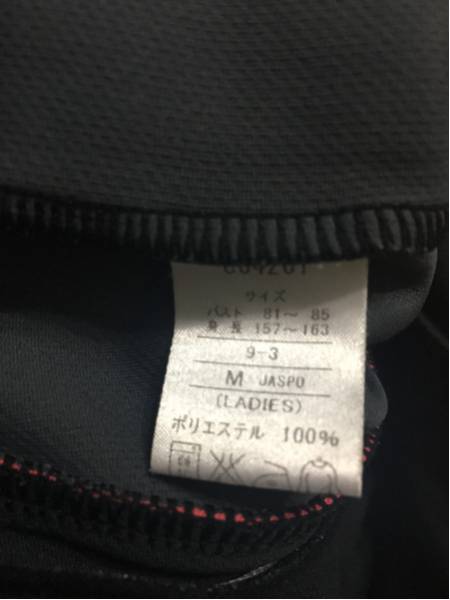 サイズ
バスト 81～ 85
身長 157～163
9-3
M JASPO
(LADIES)
ポリエステル 100%